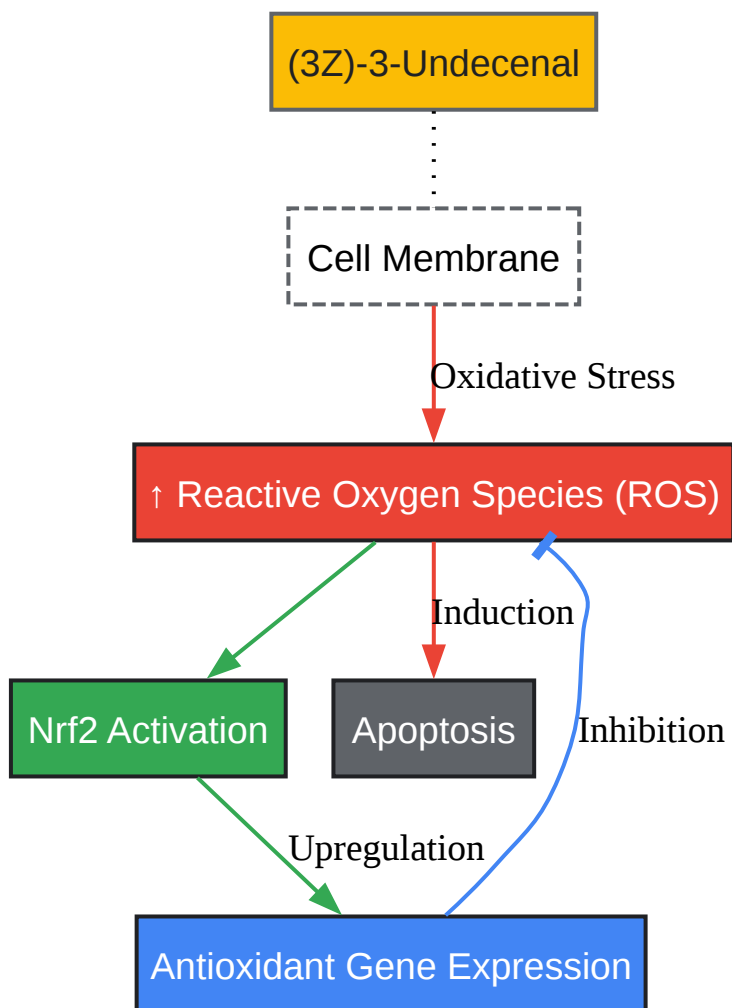 (3Z)-3-Undecenal
Cell Membrane
Oxidative Stress
↑ Reactive Oxygen Species (ROS)
Induction
Nrf2 Activation
Apoptosis
Inhibition
Upregulation
Antioxidant Gene Expression